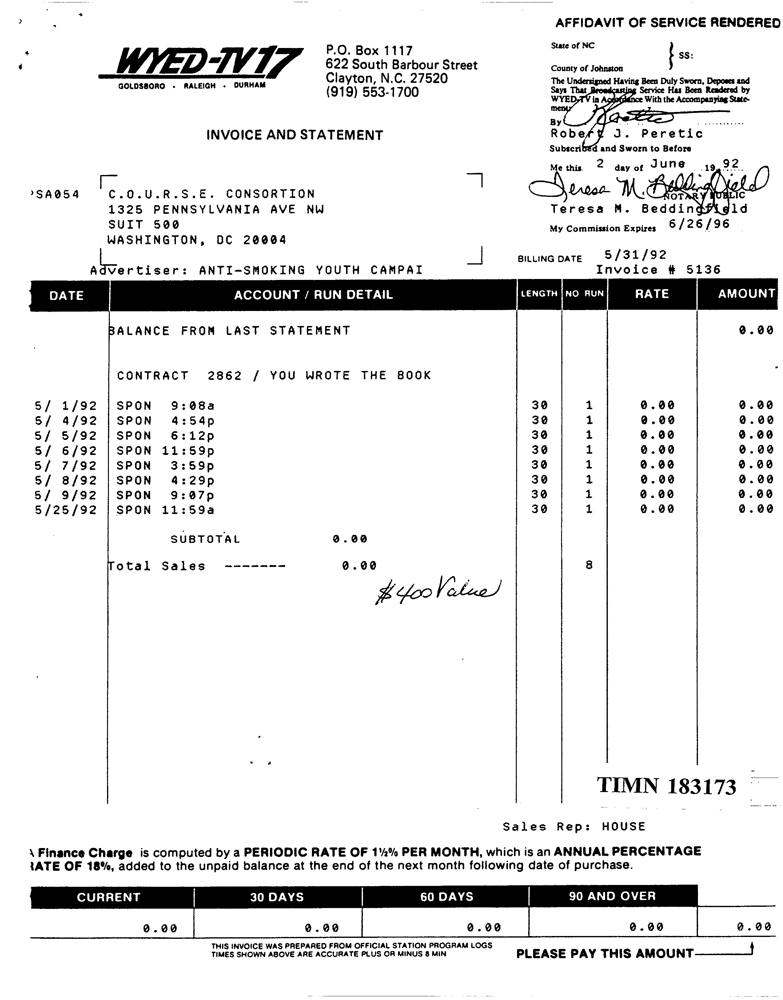 AFFIDAVIT OF SERVICE RENDERED
State of NC
County of Johnston
} SS:
The Undersigned Having Been Duly Sworn, Deposes and
Says That Broadcasting Service Has Been Rendered by
WYED-TV in Accordance With the Accompanying State-
ment:
By
Robert J. Peretic
Subscribed and Sworn to Before
Me this 2 day of June 19 92
Teresa M. Beddingfield
NOTARY PUBLIC
Teresa M. Beddingfield
My Commission Expires 6/26/96
WYED-TV 17
GOLDSBORO • RALEIGH • DURHAM
P.O. Box 1117
622 South Barbour Street
Clayton, N.C. 27520
(919) 553-1700
INVOICE AND STATEMENT
PSA054
C.O.U.R.S.E. CONSORTION
1325 PENNSYLVANIA AVE NW
SUIT 500
WASHINGTON, DC 20004
BILLING DATE 5/31/92
Advertiser: ANTI-SMOKING YOUTH CAMPAI Invoice # 5136
DATE ACCOUNT / RUN DETAIL LENGTH NO RUN RATE AMOUNT
BALANCE FROM LAST STATEMENT 0.00
CONTRACT 2862 / YOU WROTE THE BOOK
5/ 1/92 SPON 9:08a 30 1 0.00 0.00
5/ 4/92 SPON 4:54p 30 1 0.00 0.00
5/ 5/92 SPON 6:12p 30 1 0.00 0.00
5/ 6/92 SPON 11:59p 30 1 0.00 0.00
5/ 7/92 SPON 3:59p 30 1 0.00 0.00
5/ 8/92 SPON 4:29p 30 1 0.00 0.00
5/ 9/92 SPON 9:07p 30 1 0.00 0.00
5/25/92 SPON 11:59a 30 1 0.00 0.00
SUBTOTAL 0.00
Total Sales ------- 0.00 8
$400 Value
TIMN 183173
Sales Rep: HOUSE
A Finance Charge is computed by a PERIODIC RATE OF 1½% PER MONTH, which is an ANNUAL PERCENTAGE
RATE OF 18%, added to the unpaid balance at the end of the next month following date of purchase.
CURRENT 30 DAYS 60 DAYS 90 AND OVER
0.00 0.00 0.00 0.00 0.00
THIS INVOICE WAS PREPARED FROM OFFICIAL STATION PROGRAM LOGS
TIMES SHOWN ABOVE ARE ACCURATE PLUS OR MINUS 8 MIN
PLEASE PAY THIS AMOUNT